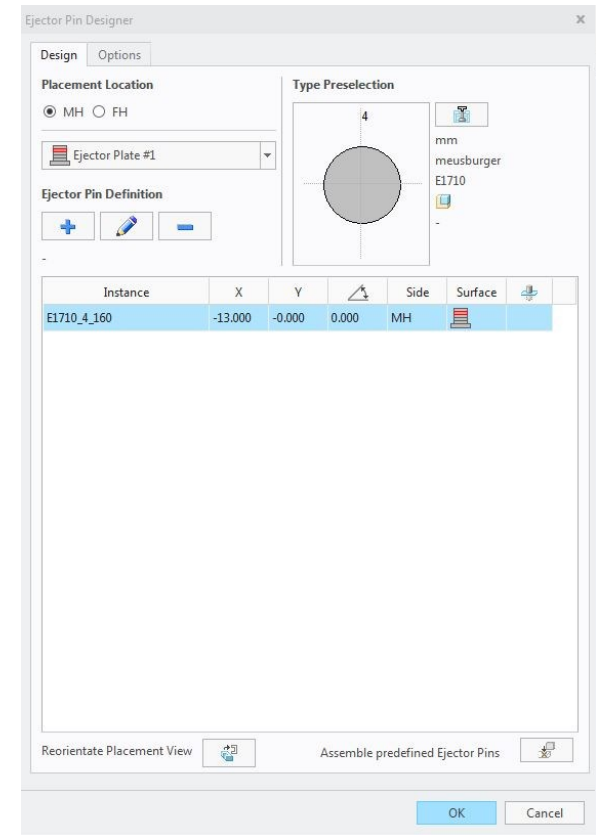 Ejector Pin Designer
x
Design Options
Placement Location
MH FH
Ejector Plate #1
Ejector Pin Definition
-
Type Preselection
4
mm
meusburger
E1710
-
Instance X Y Side Surface
E1710_4_160 -13.000 -0.000 0.000 MH
Reorientate Placement View
Assemble predefined Ejector Pins
OK Cancel